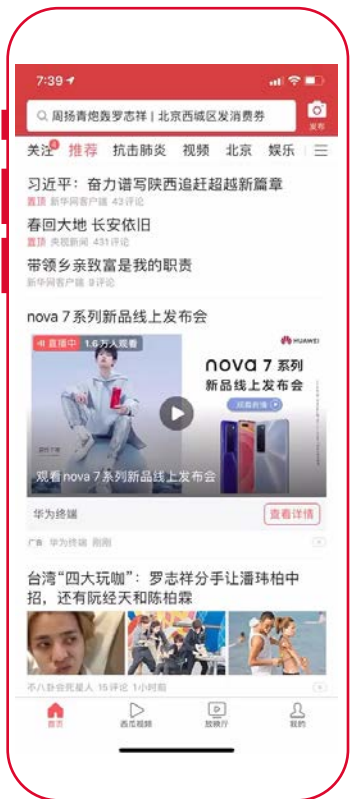 7:39
周扬青炮轰罗志祥 | 北京西城区发消费券
发布
关注 4 推荐 抗击肺炎 视频 北京 娱乐
习近平：奋力谱写陕西追赶超越新篇章
置顶 新华网客户端 43评论
春回大地 长安依旧
置顶 央视新闻 431评论
带领乡亲致富是我的职责
新华网客户端 9评论
nova 7系列新品线上发布会
直播中 1.6万人观看
HUAWEI
nova 7 系列
新品线上发布会
观看nova 7系列新品线上发布会
华为终端
查看详情
广告 华为终端 刚刚
台湾“四大玩咖”：罗志祥分手让潘玮柏中
招，还有阮经天和陈柏霖
不八卦会死星人 15评论 1小时前
首页 西瓜视频 放映厅 我的